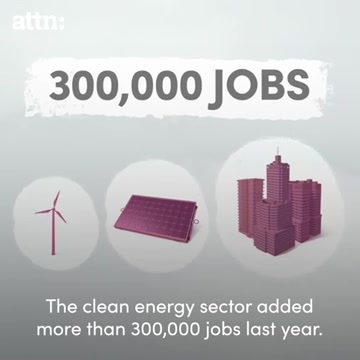 attn:
300,000 JOBS
The clean energy sector added
more than 300,000 jobs last year.